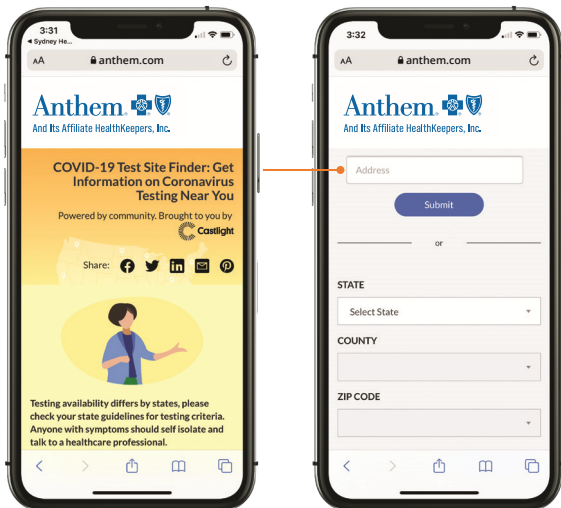 3:31
Sydney He...
AA
anthem.com
Anthem
And Its Affiliate HealthKeepers, Inc.
COVID-19 Test Site Finder: Get
Information on Coronavirus
Testing Near You
Powered by community. Brought to you by
Castlight
Share:
Testing availability differs by states, please
check your state guidelines for testing criteria.
Anyone with symptoms should self isolate and
talk to a healthcare professional.
3:32
AA
anthem.com
Anthem
And Its Affiliate HealthKeepers, Inc.
Address
Submit
or
STATE
Select State
COUNTY
ZIP CODE